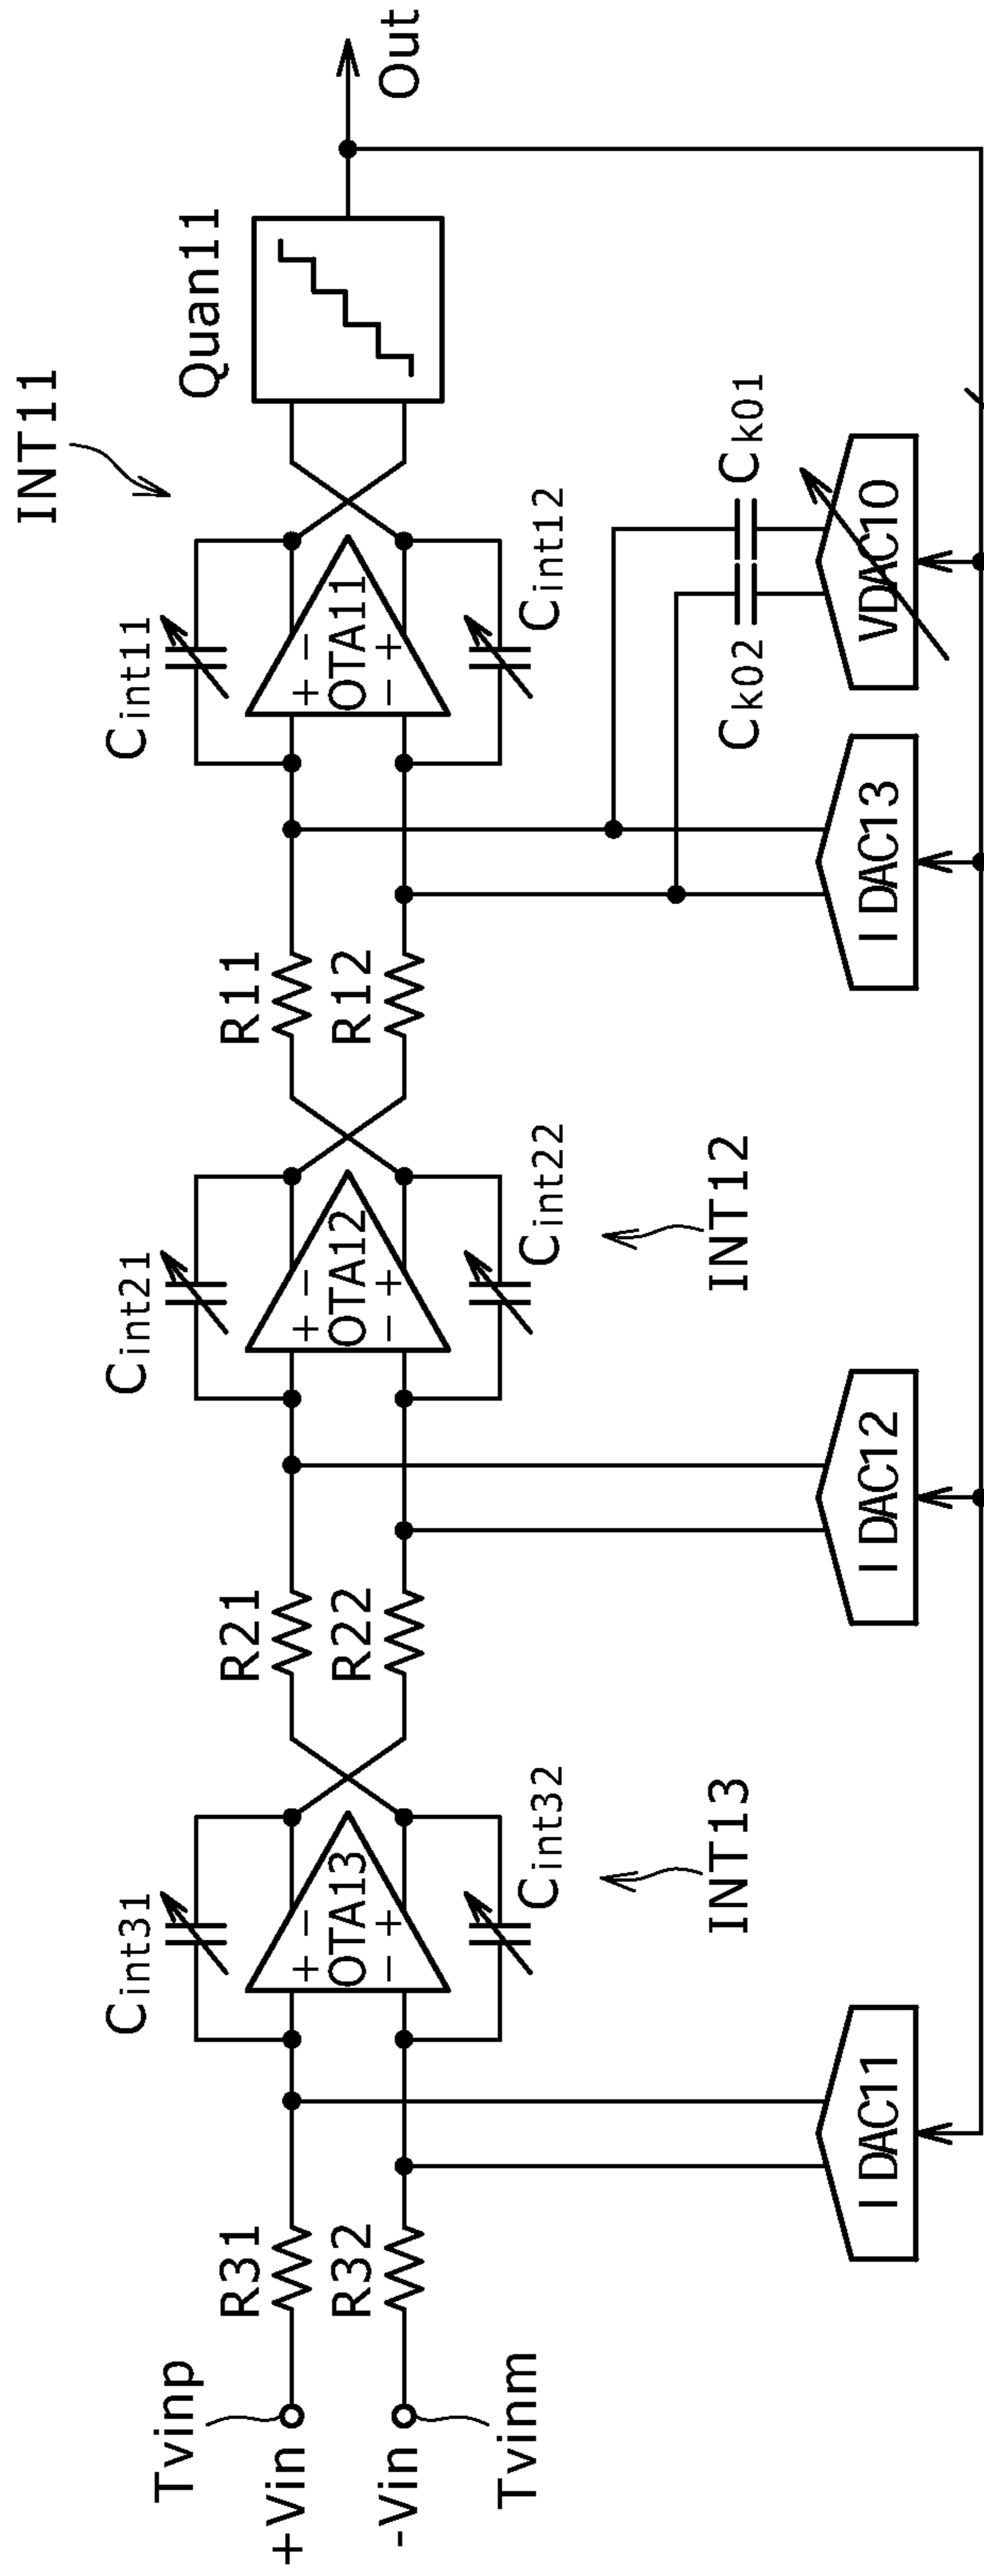 Tvinp
+Vin
-Vin
Tvinm
R31
R32
Cint31
+ -
OTA13
- +
Cint32
INT13
IDAC11
R21
R22
Cint21
+ -
OTA12
- +
Cint22
INT12
IDAC12
R11
R12
Cint11
+ -
OTA11
- +
Cint12
INT11
IDAC13
Ck02
Ck01
VDAC10
Quan11
Out